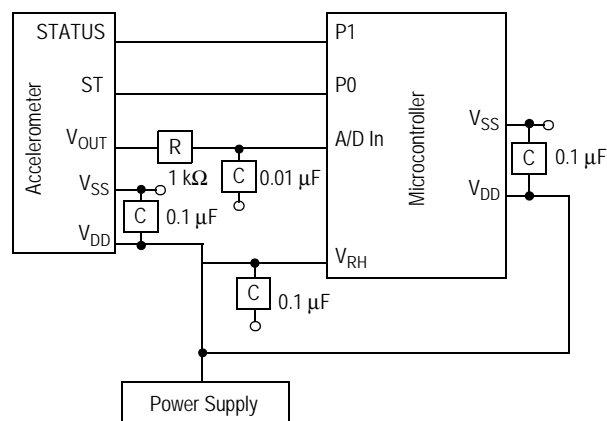 STATUS
ST
V_OUT
V_SS
V_DD
Accelerometer
R
1 kΩ
C
0.01 μF
C
0.1 μF
C
0.1 μF
P1
P0
A/D In
V_RH
Microcontroller
V_SS
V_DD
C
0.1 μF
Power Supply